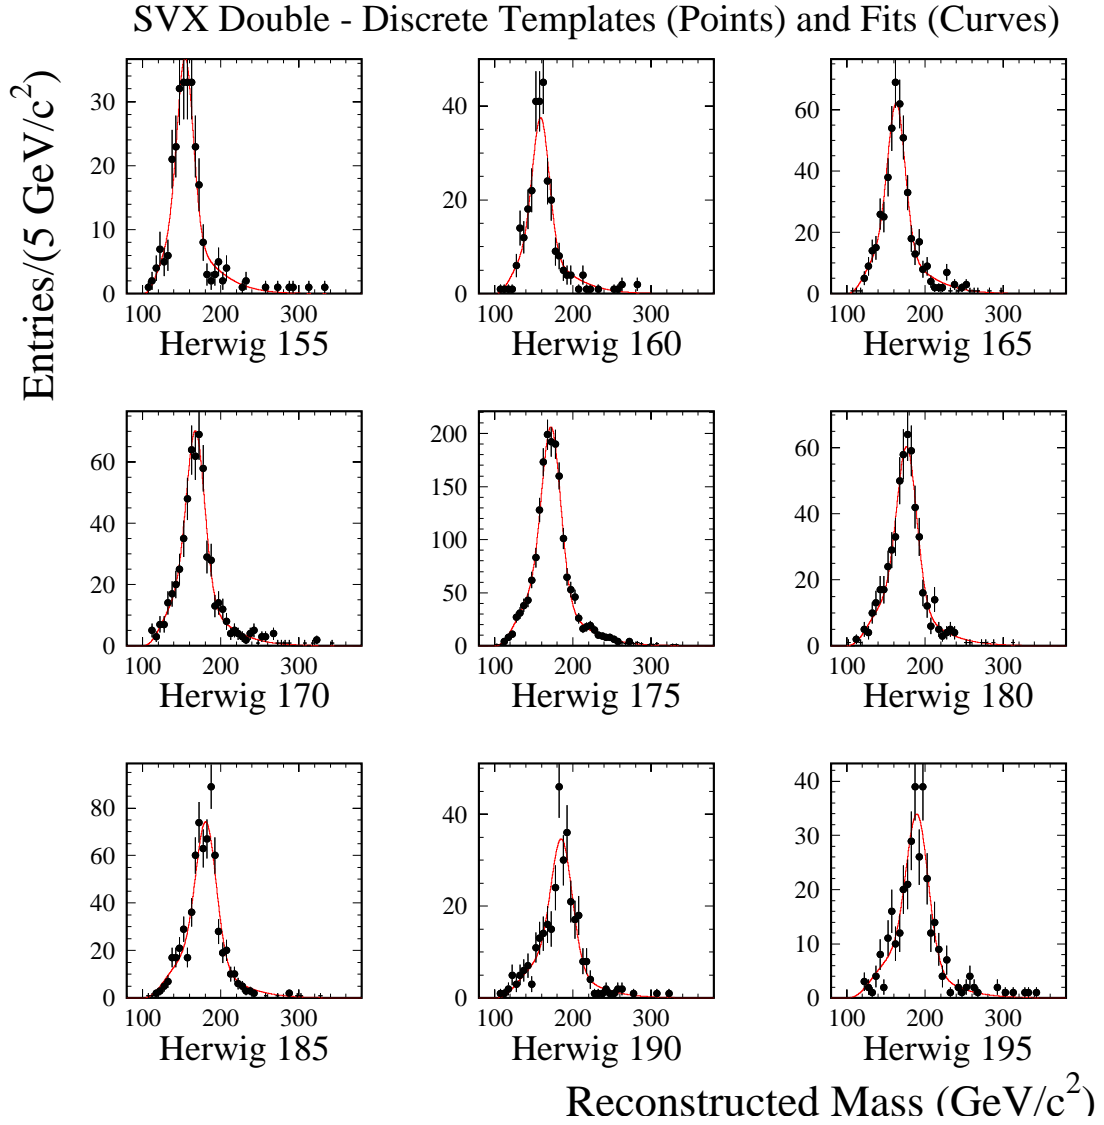 SVX Double - Discrete Templates (Points) and Fits (Curves)
Entries/(5 GeV/c²)
30
20
10
0
100 200 300
Herwig 155
40
20
0
100 200 300
Herwig 160
60
40
20
0
100 200 300
Herwig 165
60
40
20
0
100 200 300
Herwig 170
200
150
100
50
0
100 200 300
Herwig 175
60
40
20
0
100 200 300
Herwig 180
80
60
40
20
0
100 200 300
Herwig 185
40
20
0
100 200 300
Herwig 190
40
30
20
10
0
100 200 300
Herwig 195
Reconstructed Mass (GeV/c²)